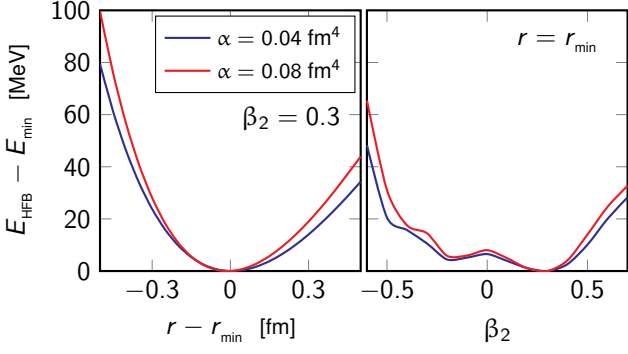 E_HFB − E_min [MeV]
100
80
60
40
20
0
α = 0.04 fm⁴
α = 0.08 fm⁴
β₂ = 0.3
−0.3
0
0.3
r − r_min [fm]
r = r_min
−0.5
0
0.5
β₂